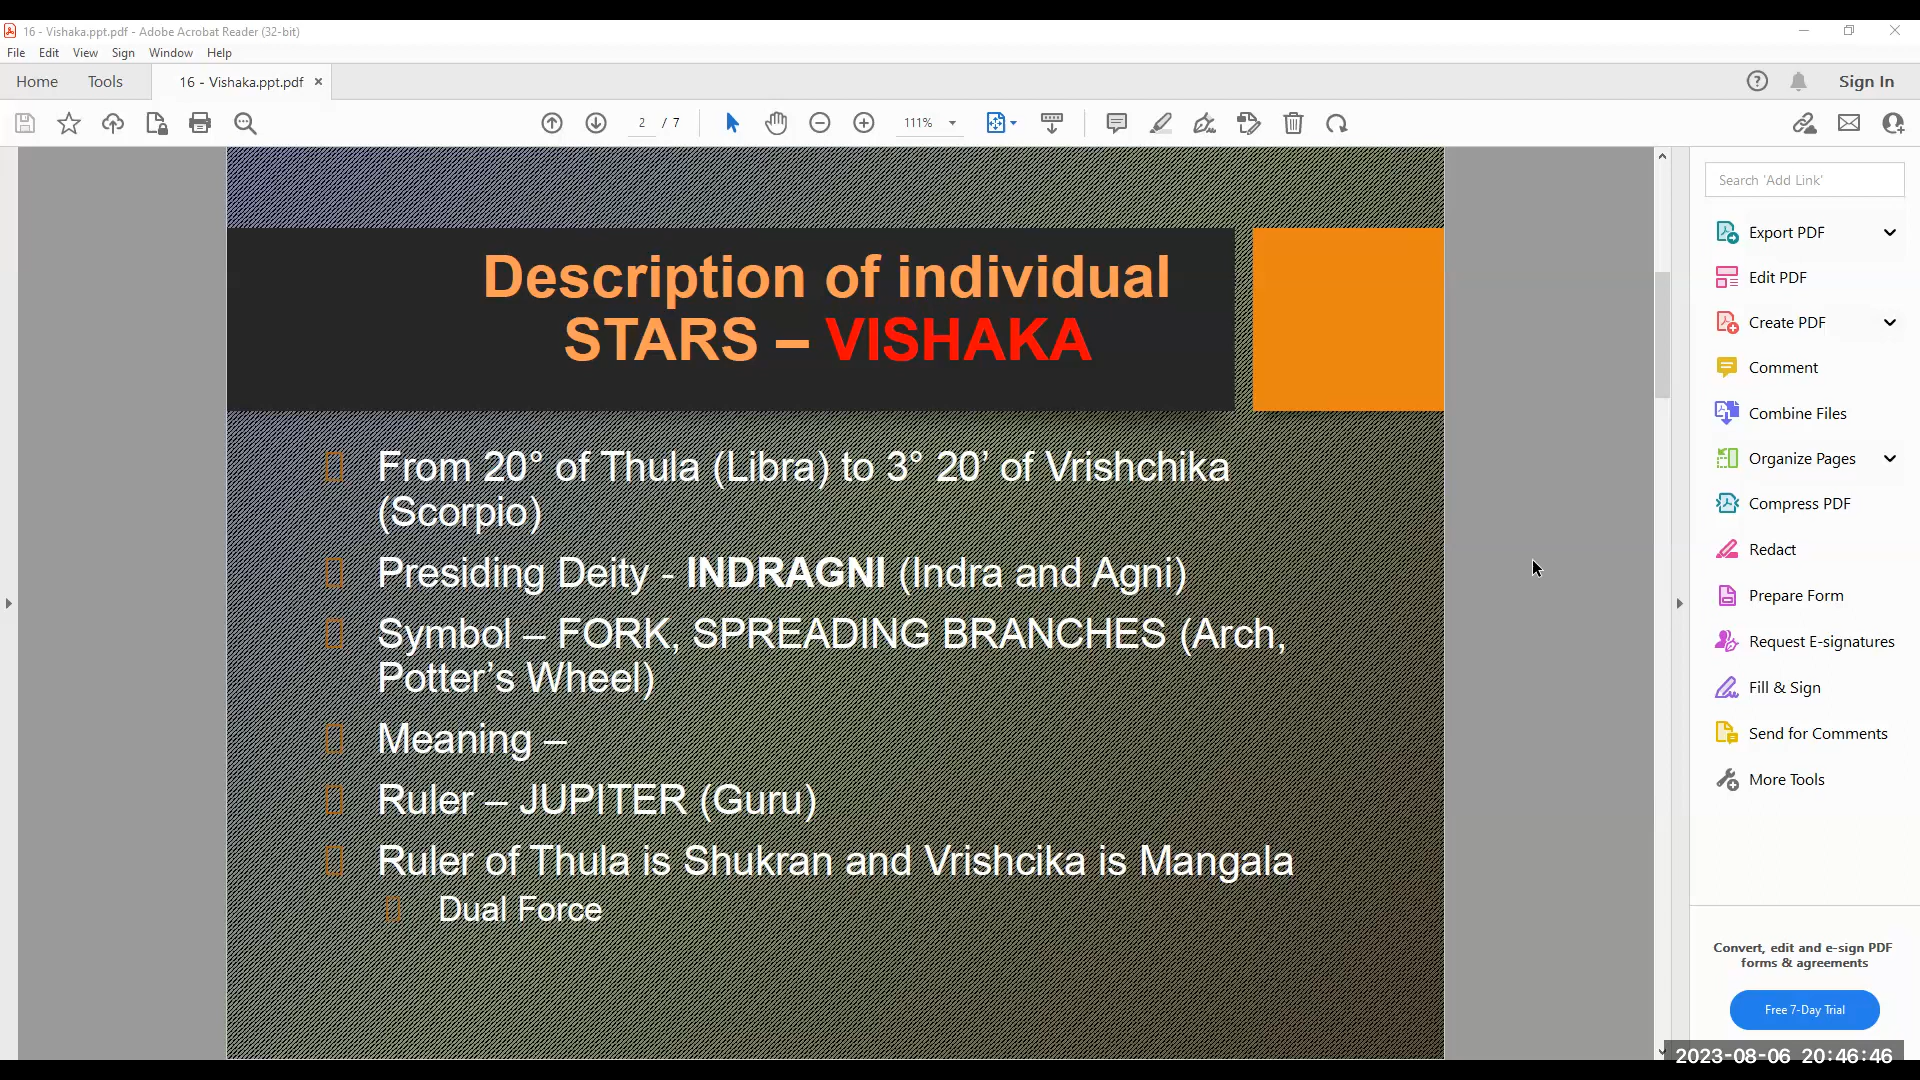 16 - Vishaka.ppt.pdf - Adobe Acrobat Reader (32-bit)
File Edit View Sign Window Help
Home Tools 16 - Vishaka.ppt.pdf × Sign In
2 / 7 111%
Description of individual
STARS – VISHAKA
From 20° of Thula (Libra) to 3° 20’ of Vrishchika
(Scorpio)
Presiding Deity - INDRAGNI (Indra and Agni)
Symbol – FORK, SPREADING BRANCHES (Arch,
Potter’s Wheel)
Meaning –
Ruler – JUPITER (Guru)
Ruler of Thula is Shukran and Vrishcika is Mangala
Dual Force
Search 'Add Link'
Export PDF
Edit PDF
Create PDF
Comment
Combine Files
Organize Pages
Compress PDF
Redact
Prepare Form
Request E-signatures
Fill & Sign
Send for Comments
More Tools
Convert, edit and e-sign PDF
forms & agreements
Free 7-Day Trial
2023-08-06 20:46:46